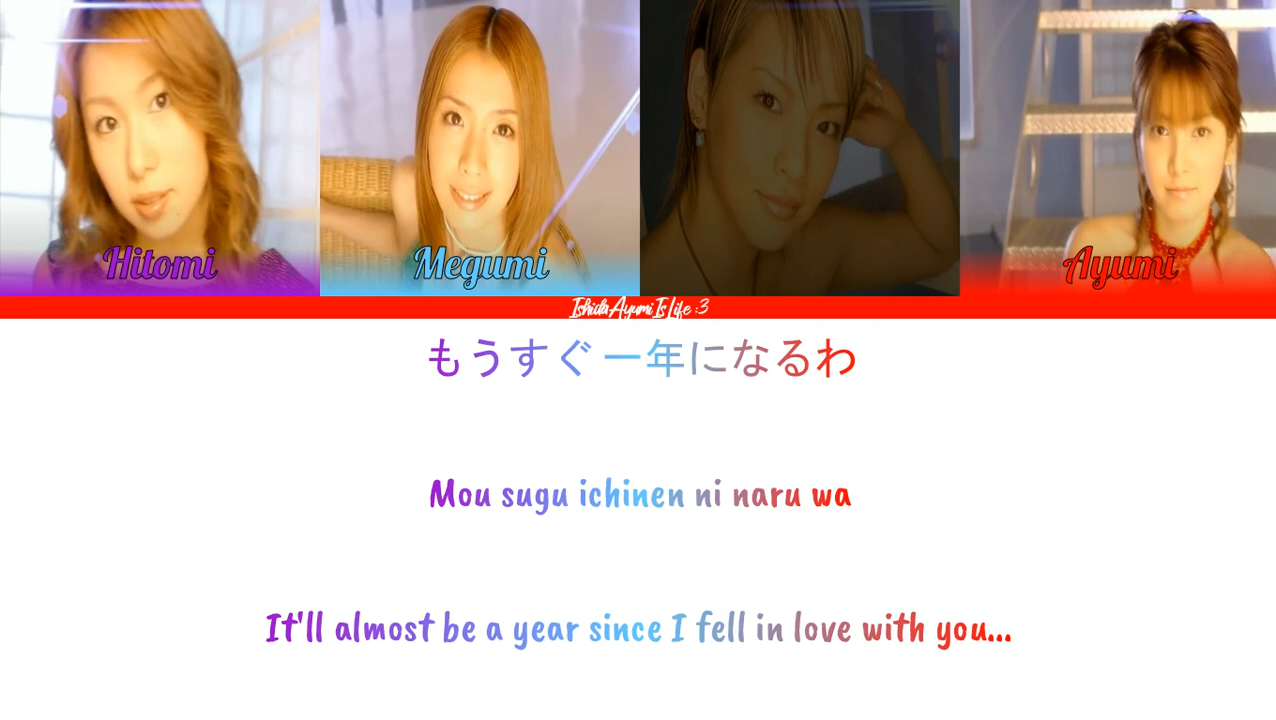 Hitomi
Megumi
Ayumi
IshidaAyumiIsLife :3
もうすぐ一年になるわ
Mou sugu ichinen ni naru wa
It'll almost be a year since I fell in love with you...